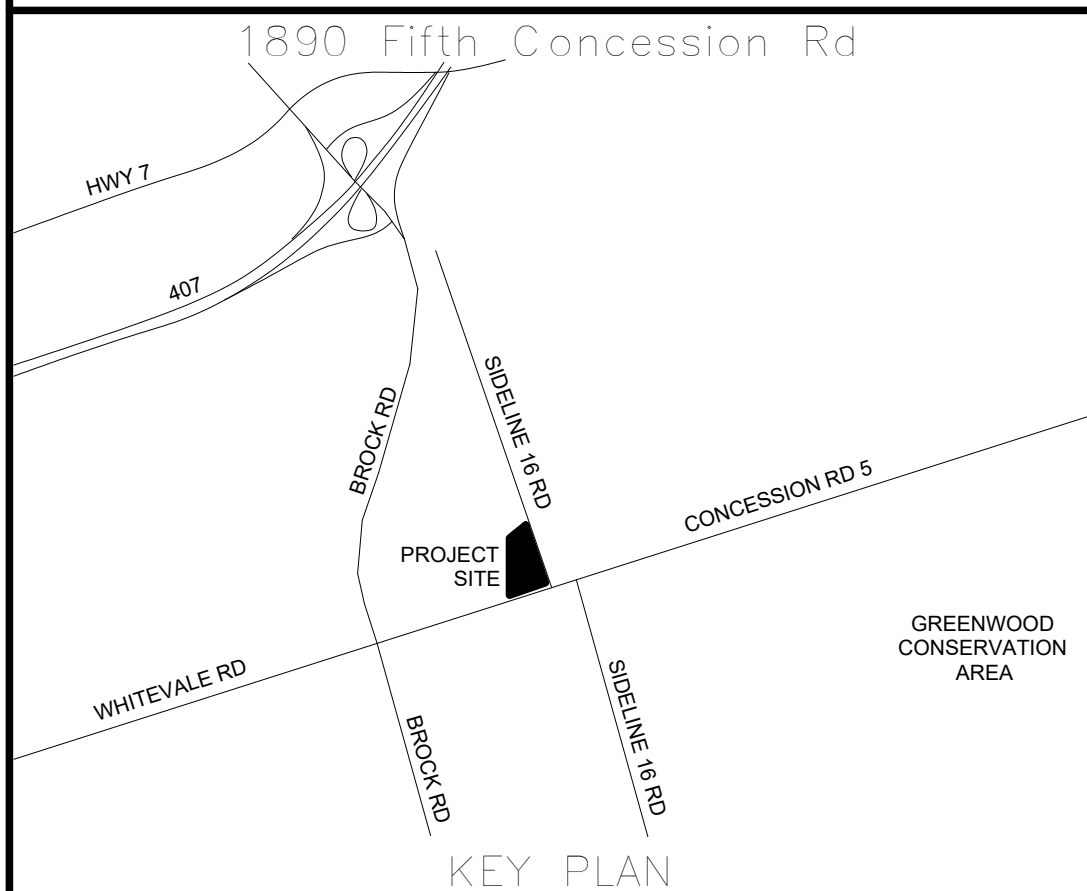 1890 Fifth Concession Rd
HWY 7
407
BROCK RD
SIDELINE 16 RD
CONCESSION RD 5
PROJECT
SITE
GREENWOOD
CONSERVATION
AREA
WHITEVALE RD
BROCK RD
SIDELINE 16 RD
KEY PLAN